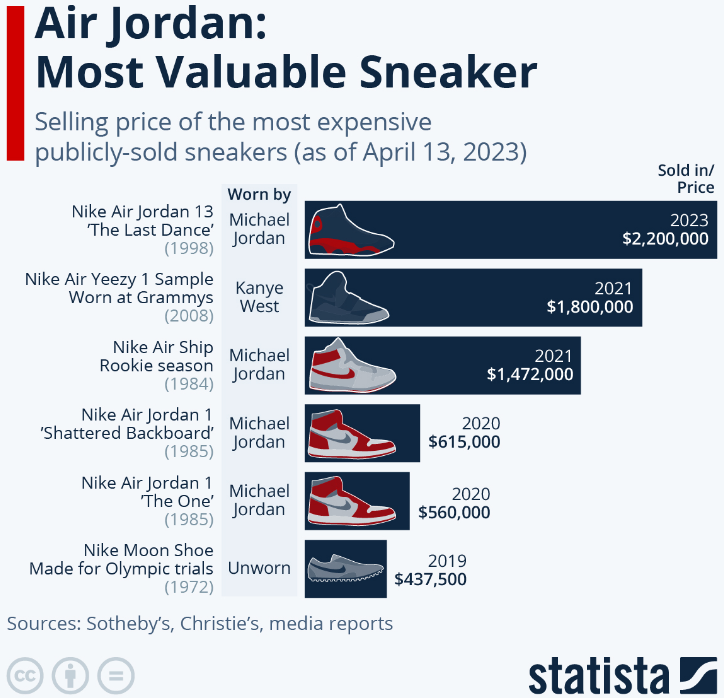 Air Jordan:
Most Valuable Sneaker
Selling price of the most expensive
publicly-sold sneakers (as of April 13, 2023)
Sold in/
Price
Worn by
Nike Air Jordan 13
’The Last Dance’
(1998)
Michael
Jordan
2023
$2,200,000
Nike Air Yeezy 1 Sample
Worn at Grammys
(2008)
Kanye
West
2021
$1,800,000
Nike Air Ship
Rookie season
(1984)
Michael
Jordan
2021
$1,472,000
Nike Air Jordan 1
’Shattered Backboard’
(1985)
Michael
Jordan
2020
$615,000
Nike Air Jordan 1
’The One’
(1985)
Michael
Jordan
2020
$560,000
Nike Moon Shoe
Made for Olympic trials
(1972)
Unworn
2019
$437,500
Sources: Sotheby’s, Christie’s, media reports
cc
statista